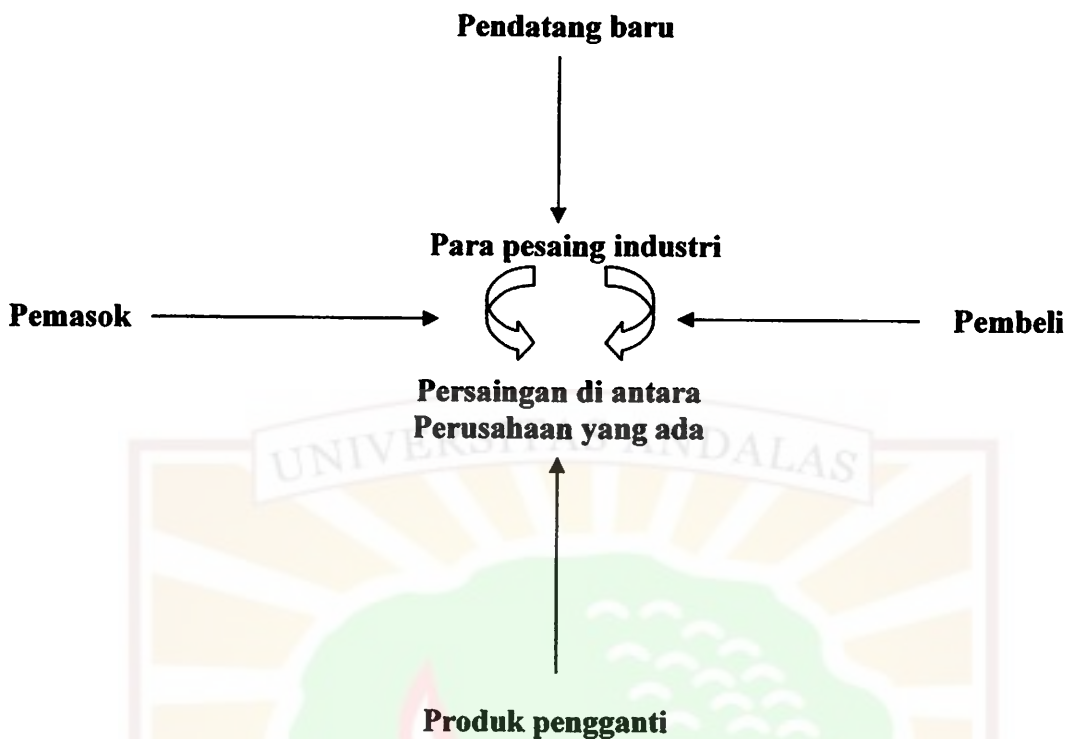 Pendatang baru
Para pesaing industri
Pemasok
Pembeli
Persaingan di antara
Perusahaan yang ada
UNIVERSITAS ANDALAS
Produk pengganti